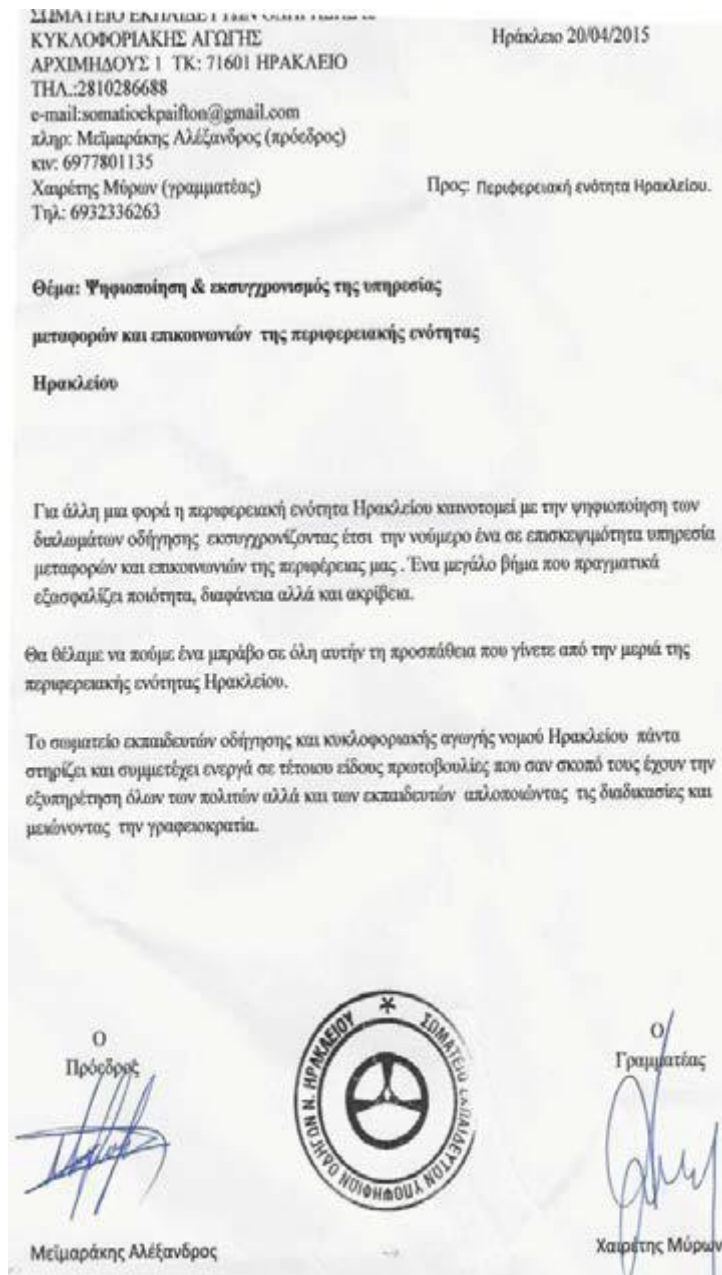 ΣΩΜΑΤΕΙΟ ΕΚΠΑΙΔΕΥΤΩΝ
ΚΥΚΛΟΦΟΡΙΑΚΗΣ ΑΓΩΓΗΣ
Ηράκλειο 20/04/2015
ΑΡΧΙΜΗΔΟΥΣ 1 ΤΚ: 71601 ΗΡΑΚΛΕΙΟ
ΤΗΛ.:2810286688
e-mail:somatioekpaifton@gmail.com
πληρ: Μεϊμαράκης Αλέξανδρος (πρόεδρος)
κιν: 6977801135
Χαιρέτης Μύρων (γραμματέας)
Προς: Περιφερειακή ενότητα Ηρακλείου.
Τηλ: 6932336263
Θέμα: Ψηφιοποίηση & εκσυγχρονισμός της υπηρεσίας
μεταφορών και επικοινωνιών της περιφερειακής ενότητας
Ηρακλείου
Για άλλη μια φορά η περιφερειακή ενότητα Ηρακλείου καινοτομεί με την ψηφιοποίηση των
διπλωμάτων οδήγησης εκσυγχρονίζοντας έτσι την νούμερο ένα σε επισκεψιμότητα υπηρεσία
μεταφορών και επικοινωνιών της περιφέρειας μας . Ένα μεγάλο βήμα που πραγματικά
εξασφαλίζει ποιότητα, διαφάνεια αλλά και ακρίβεια.
Θα θέλαμε να πούμε ένα μπράβο σε όλη αυτήν τη προσπάθεια που γίνετε από την μεριά της
περιφερειακής ενότητας Ηρακλείου.
Το σωματείο εκπαιδευτών οδήγησης και κυκλοφοριακής αγωγής νομού Ηρακλείου πάντα
στηρίζει και συμμετέχει ενεργά σε τέτοιου είδους πρωτοβουλίες που σαν σκοπό τους έχουν την
εξυπηρέτηση όλων των πολιτών αλλά και των εκπαιδευτών απλοποιώντας τις διαδικασίες και
μειώνοντας την γραφειοκρατία.
Ο
Πρόεδρος
ΣΩΜΑΤΕΙΟ ΕΚΠΑΙΔΕΥΤΩΝ ΥΠΟΨΗΦΙΩΝ ΟΔΗΓΩΝ Ν. ΗΡΑΚΛΕΙΟΥ
Ο
Γραμματέας
Μεϊμαράκης Αλέξανδρος
Χαιρέτης Μύρων